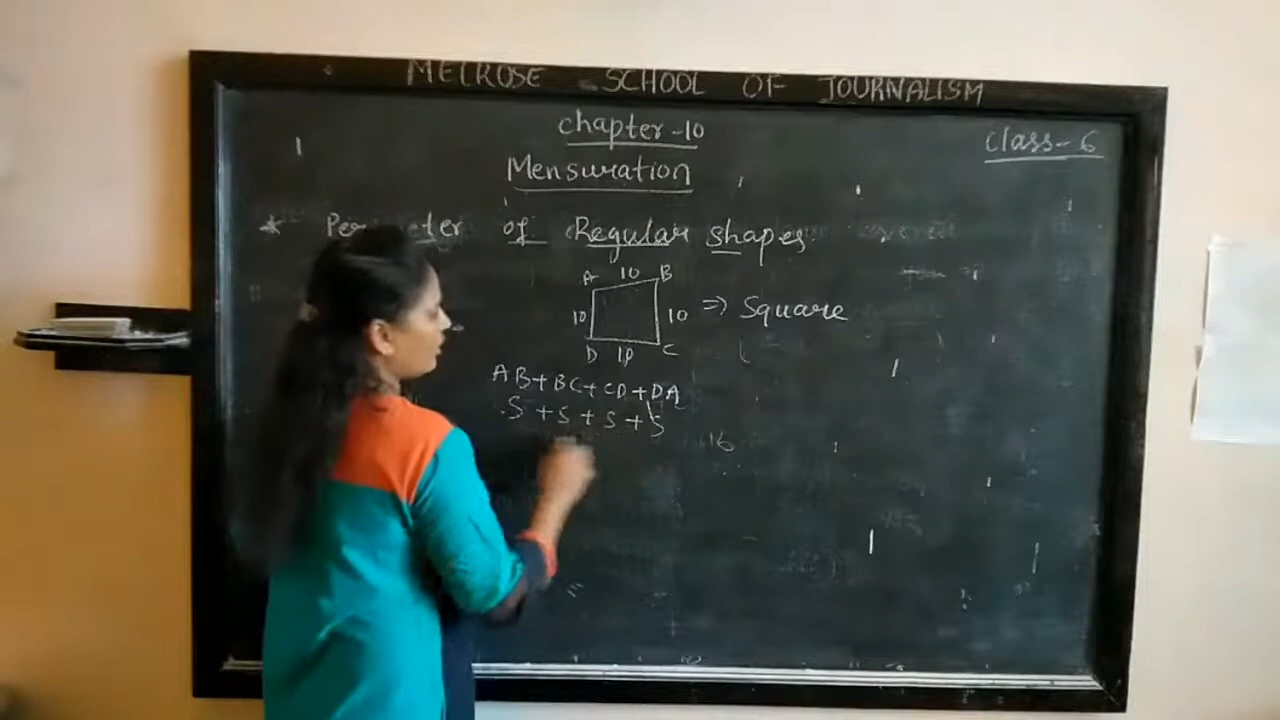 MELROSE SCHOOL OF JOURNALISM
Chapter-10
Class-6
Mensuration
* Perimeter of Regular shapes.
A 10 B
10 10 => Square
D 10 C
AB+BC+CD+DA
S+S+S+S
16